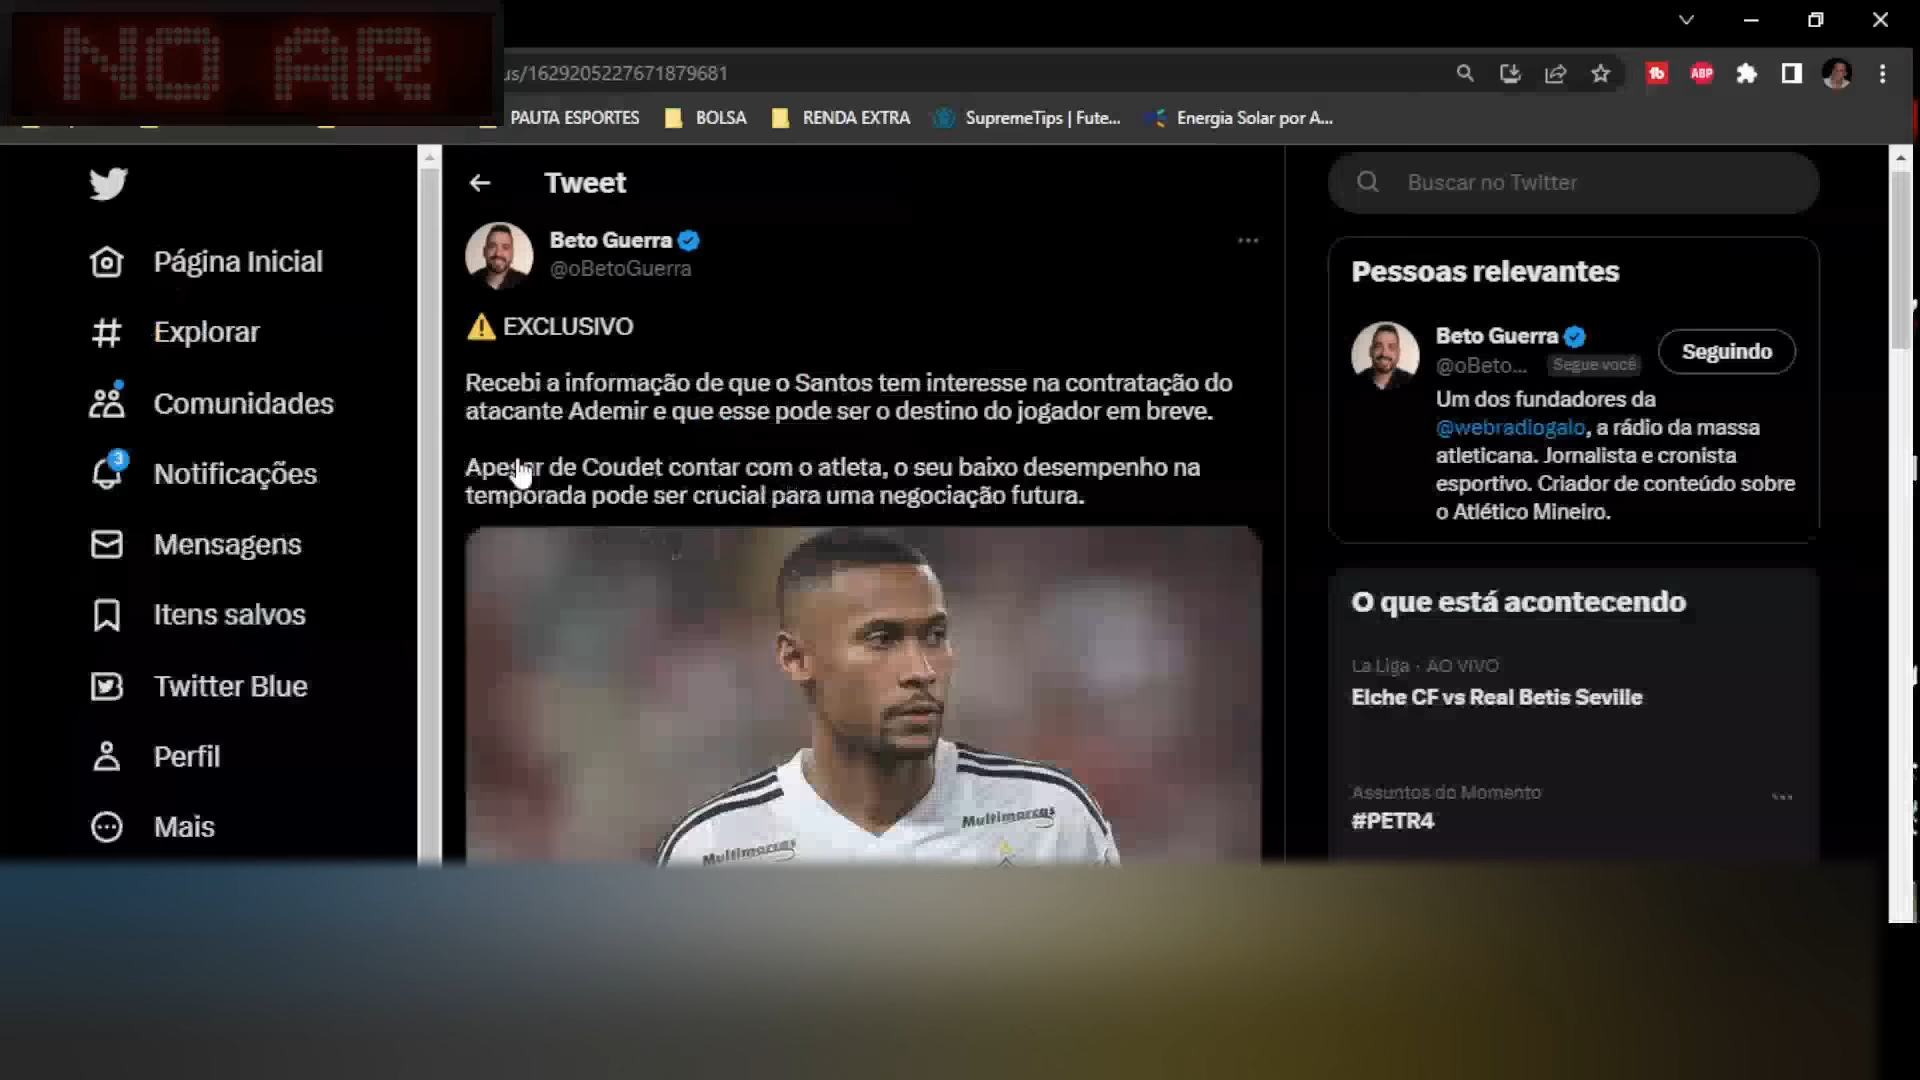 NO AR
us/1629205227671879681
PAUTA ESPORTES
BOLSA
RENDA EXTRA
SupremeTips | Fute...
Energia Solar por A...
Página Inicial
Explorar
Comunidades
3
Notificações
Mensagens
Itens salvos
Twitter Blue
Perfil
Mais
Tweet
Beto Guerra
@oBetoGuerra
EXCLUSIVO
Recebi a informação de que o Santos tem interesse na contratação do
atacante Ademir e que esse pode ser o destino do jogador em breve.
Apesar de Coudet contar com o atleta, o seu baixo desempenho na
temporada pode ser crucial para uma negociação futura.
Multimarcas
Multimarcas
Buscar no Twitter
Pessoas relevantes
Beto Guerra
@oBeto...
Segue você
Seguindo
Um dos fundadores da
@webradiogalo, a rádio da massa
atleticana. Jornalista e cronista
esportivo. Criador de conteúdo sobre
o Atlético Mineiro.
O que está acontecendo
La Liga · AO VIVO
Elche CF vs Real Betis Seville
Assuntos do Momento
#PETR4
ABP